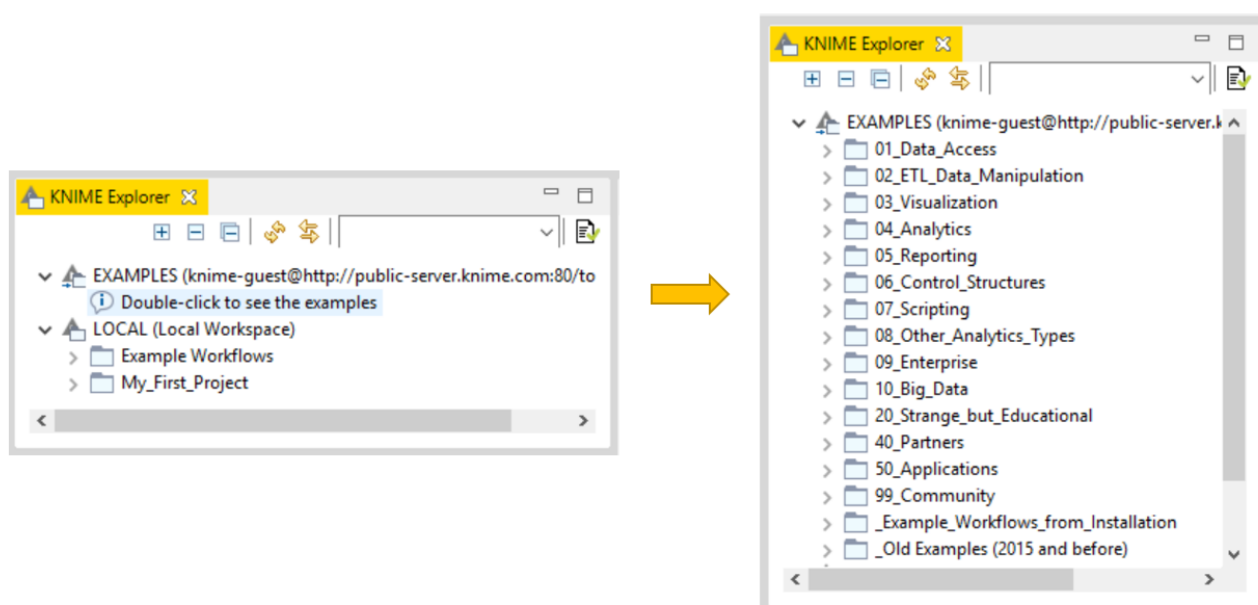 KNIME Explorer
EXAMPLES (knime-guest@http://public-server.knime.com:80/to
Double-click to see the examples
LOCAL (Local Workspace)
Example Workflows
My_First_Project
KNIME Explorer
EXAMPLES (knime-guest@http://public-server.k
01_Data_Access
02_ETL_Data_Manipulation
03_Visualization
04_Analytics
05_Reporting
06_Control_Structures
07_Scripting
08_Other_Analytics_Types
09_Enterprise
10_Big_Data
20_Strange_but_Educational
40_Partners
50_Applications
99_Community
_Example_Workflows_from_Installation
_Old Examples (2015 and before)